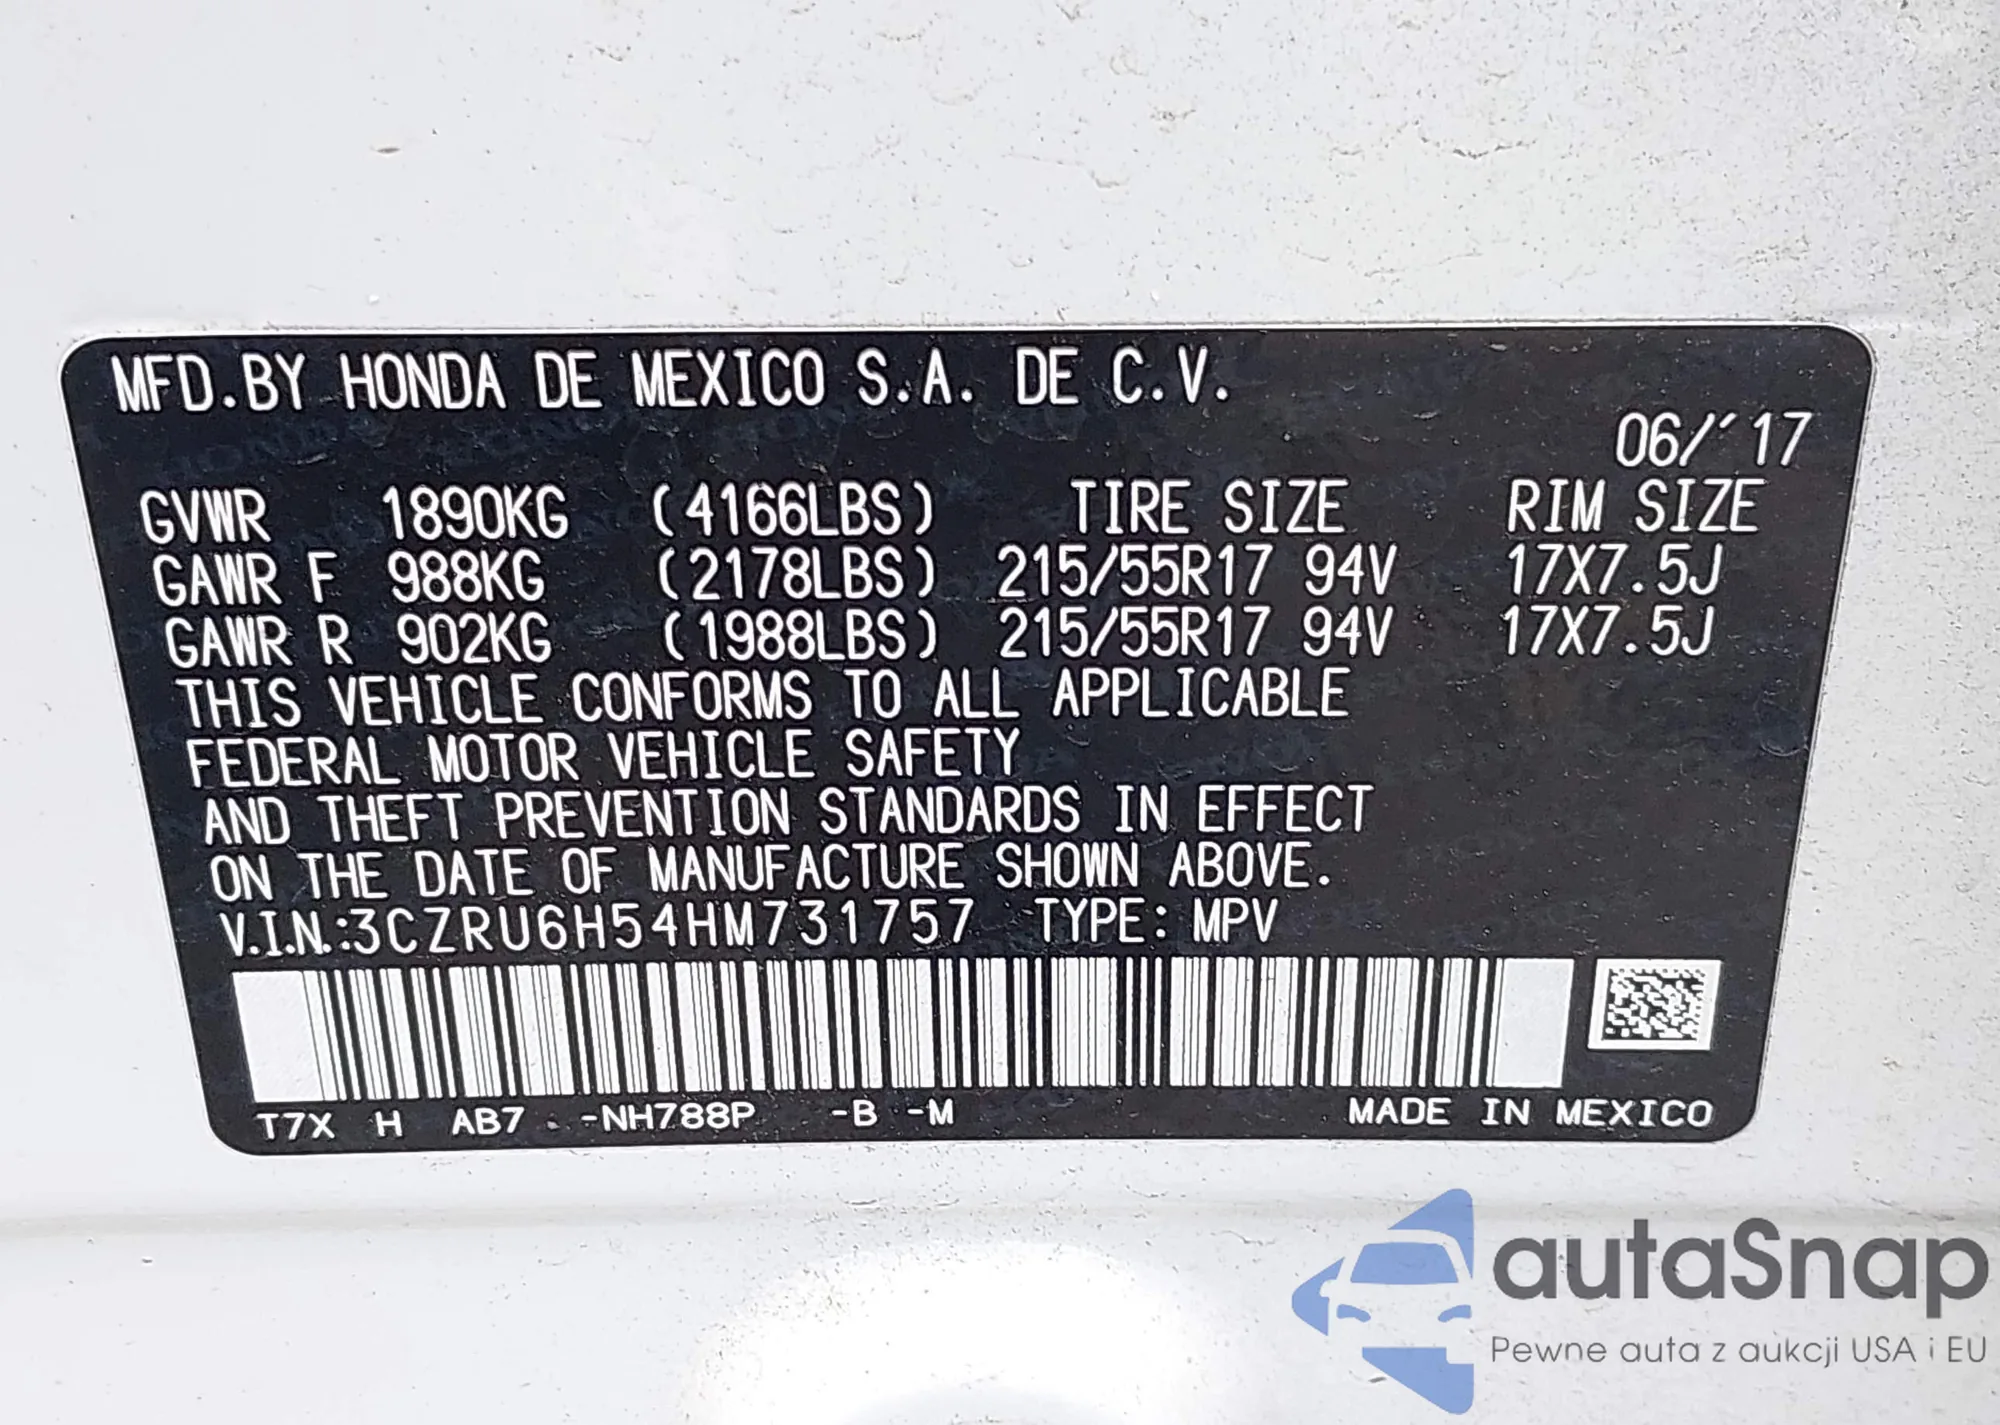 MFD.BY HONDA DE MEXICO S.A. DE C.V.
06/'17
GVWR 1890KG (4166LBS) TIRE SIZE RIM SIZE
GAWR F 988KG (2178LBS) 215/55R17 94V 17X7.5J
GAWR R 902KG (1988LBS) 215/55R17 94V 17X7.5J
THIS VEHICLE CONFORMS TO ALL APPLICABLE
FEDERAL MOTOR VEHICLE SAFETY
AND THEFT PREVENTION STANDARDS IN EFFECT
ON THE DATE OF MANUFACTURE SHOWN ABOVE.
V.I.N.:3CZRU6H54HM731757 TYPE: MPV
T7X H AB7 -NH788P -B -M MADE IN MEXICO
autaSnap
Pewne auta z aukcji USA i EU